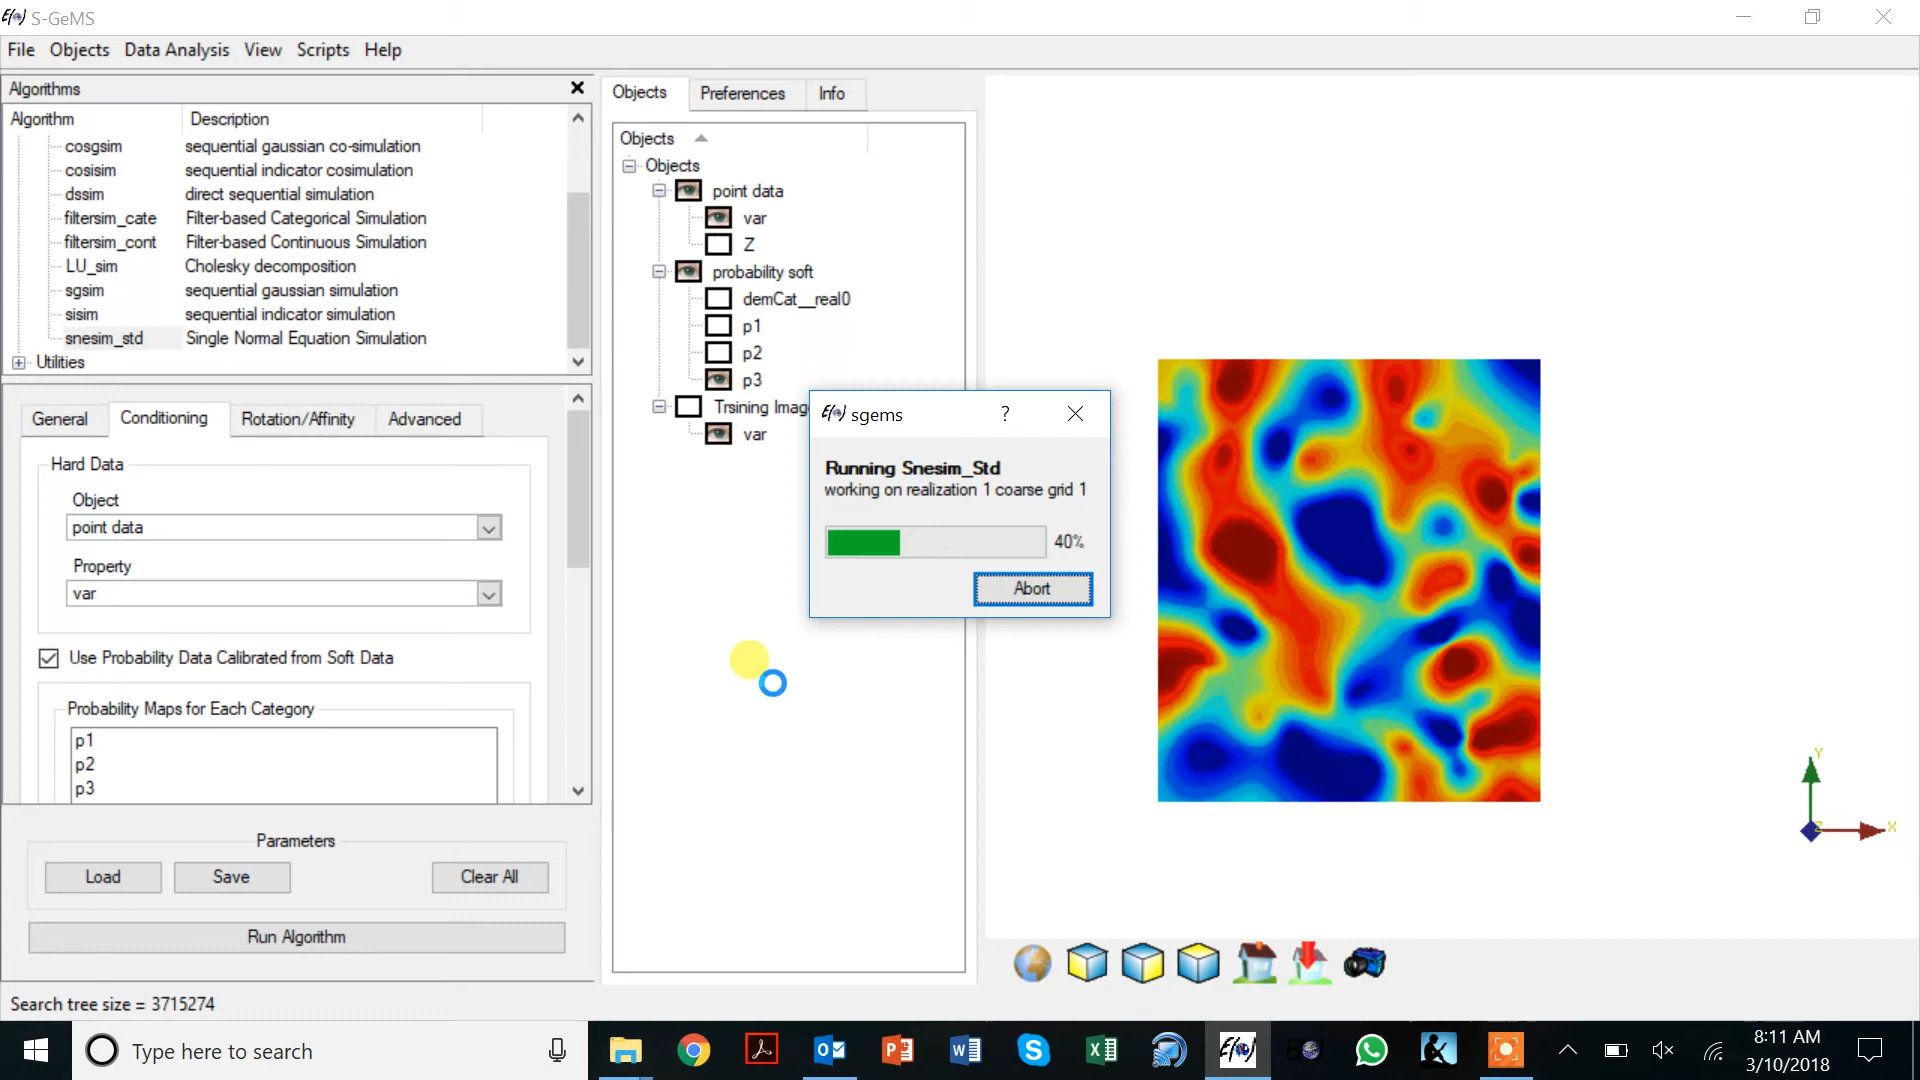 S-GeMS
File Objects Data Analysis View Scripts Help
Algorithms
Algorithm Description
cosgsim sequential gaussian co-simulation
cosisim sequential indicator cosimulation
dssim direct sequential simulation
filtersim_cate Filter-based Categorical Simulation
filtersim_cont Filter-based Continuous Simulation
LU_sim Cholesky decomposition
sgsim sequential gaussian simulation
sisim sequential indicator simulation
snesim_std Single Normal Equation Simulation
Utilities
General Conditioning Rotation/Affinity Advanced
Hard Data
Object
point data
Property
var
Use Probability Data Calibrated from Soft Data
Probability Maps for Each Category
p1
p2
p3
Parameters
Load Save Clear All
Run Algorithm
Search tree size = 3715274
Objects Preferences Info
Objects
Objects
point data
var
Z
probability soft
demCat__real0
p1
p2
p3
Trsining Imag
var
sgems ?
Running Snesim_Std
working on realization 1 coarse grid 1
40%
Abort
Y
Z
X
Type here to search
8:11 AM
3/10/2018